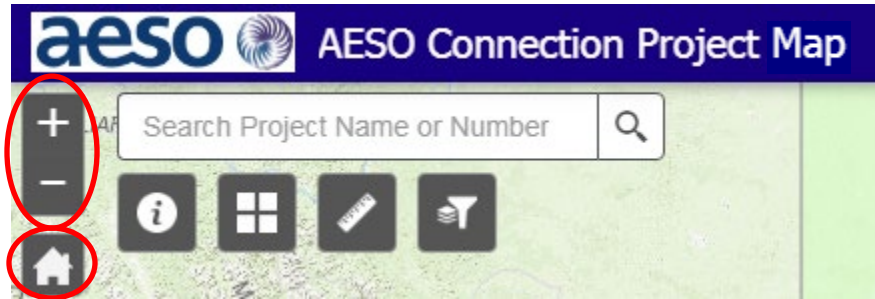 aeso AESO Connection Project Map
+ Search Project Name or Number
−
i